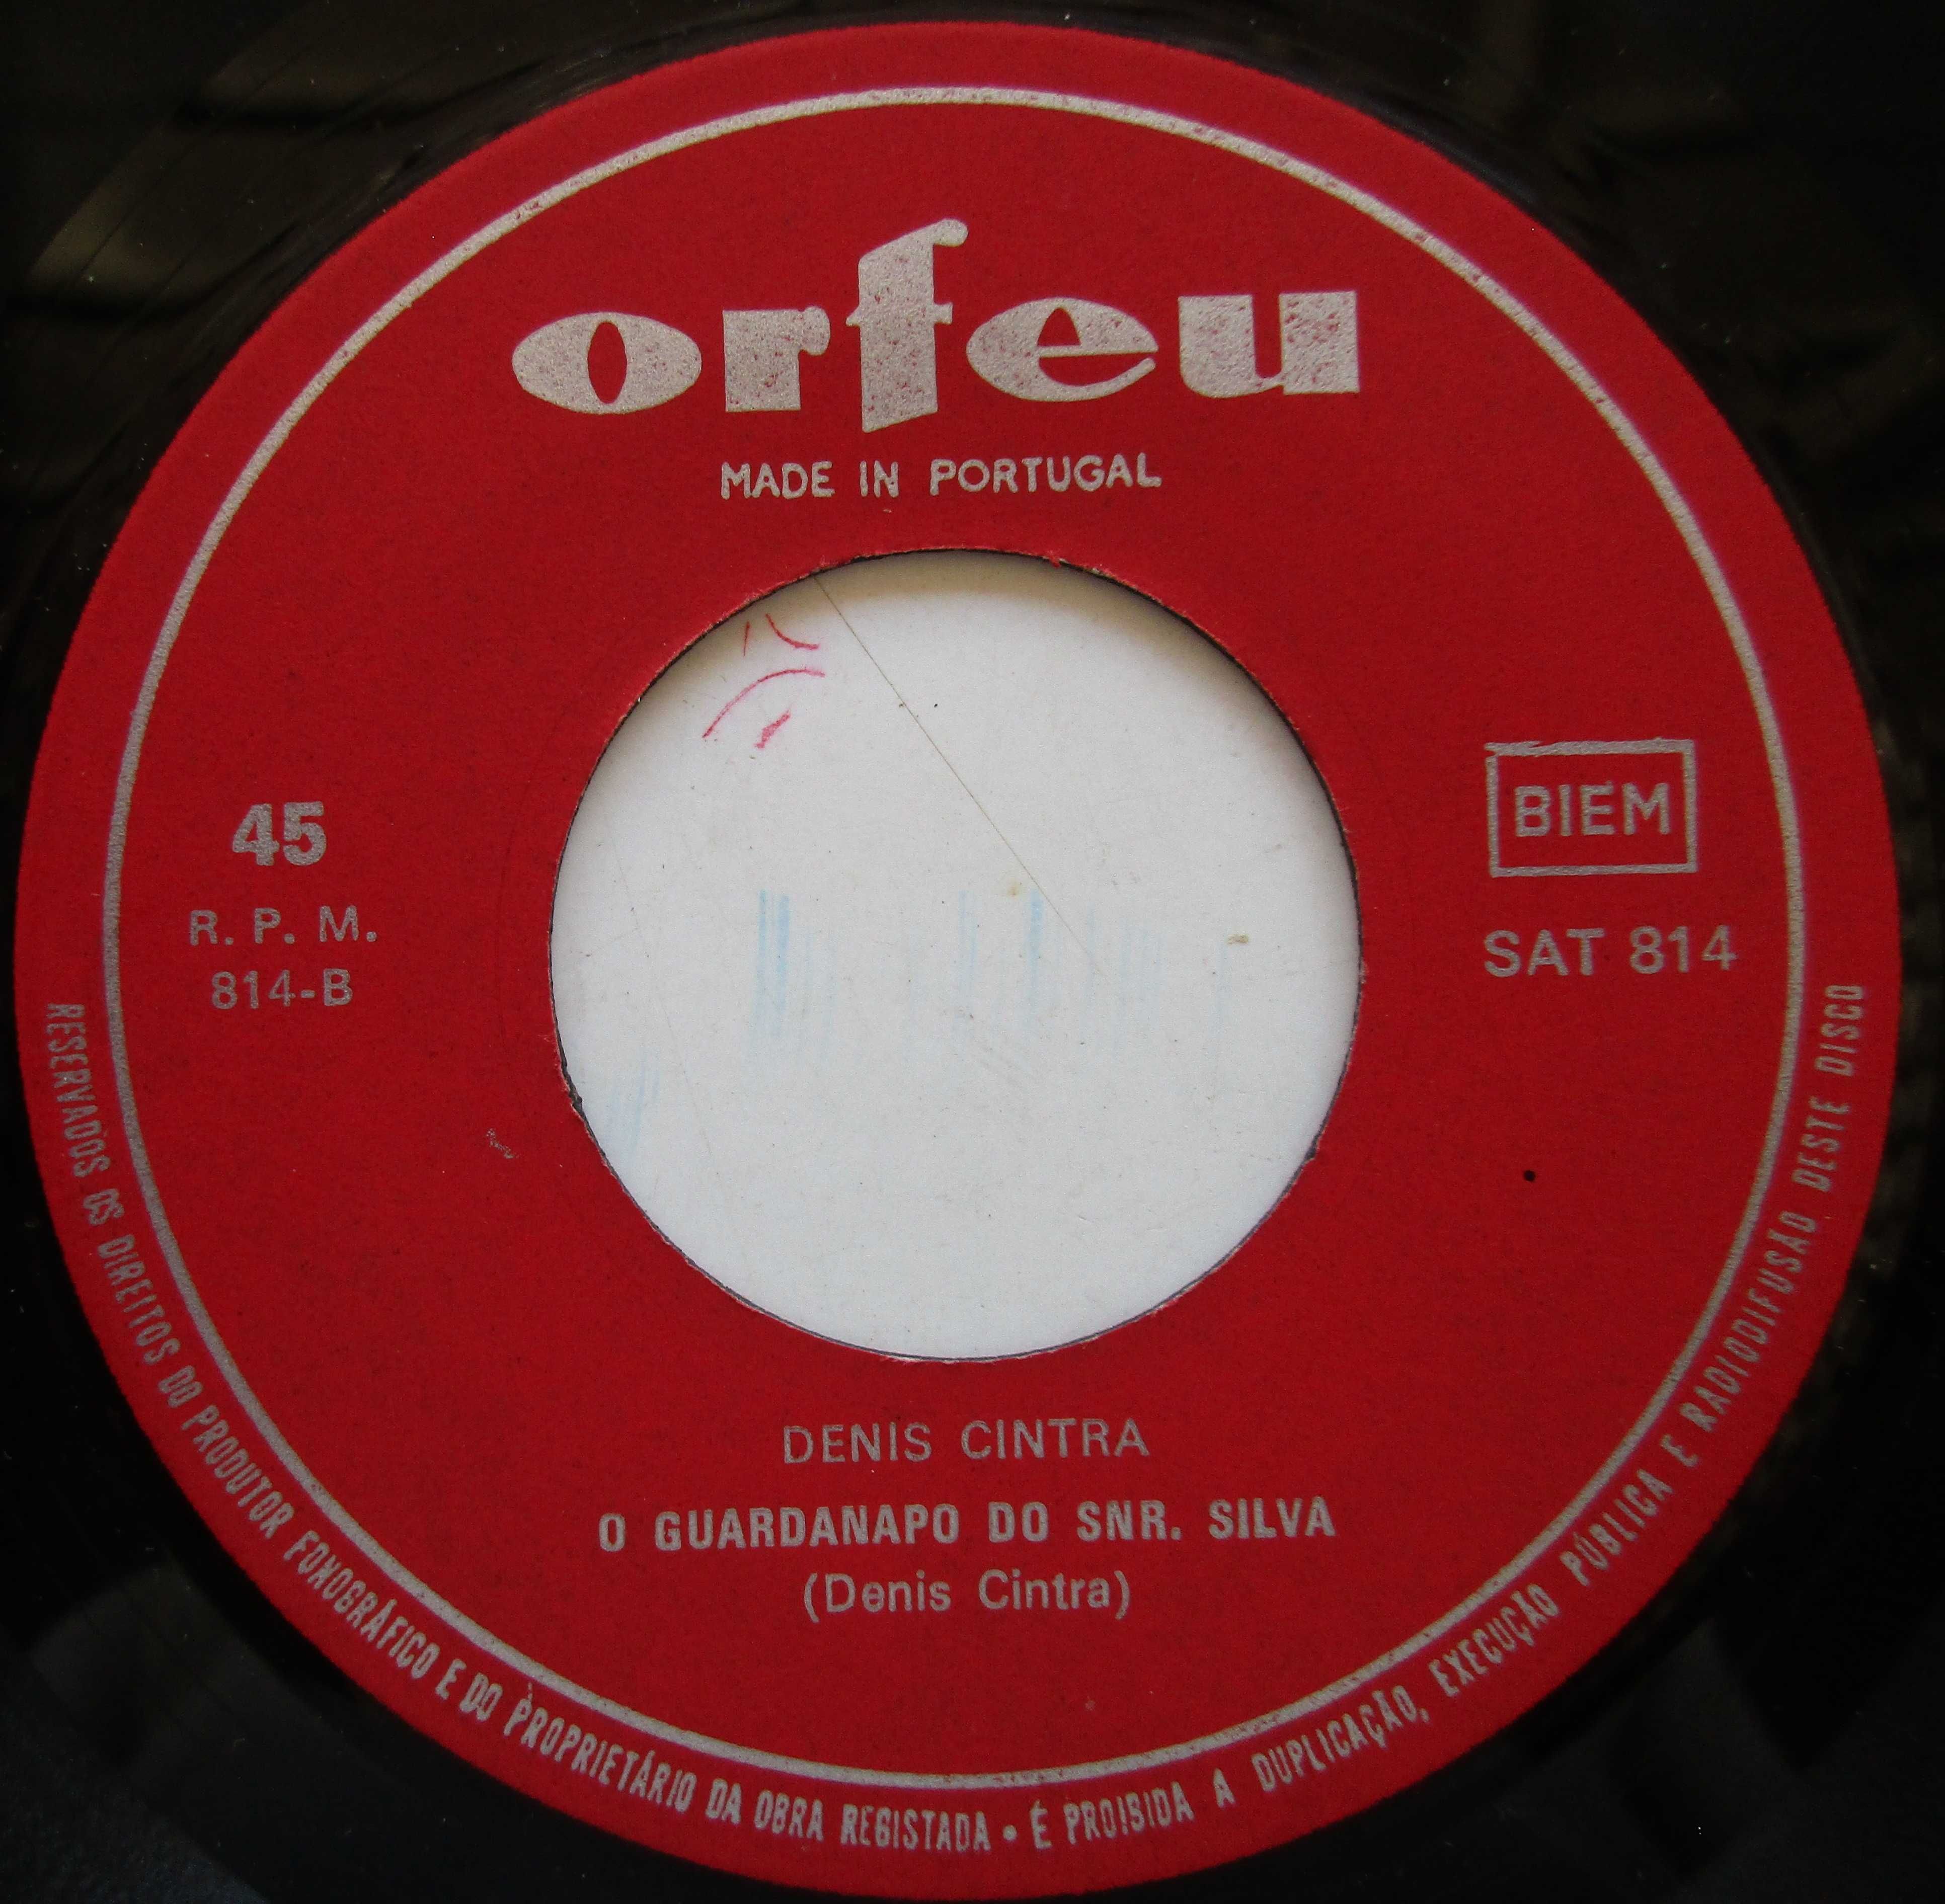 orfeu
MADE IN PORTUGAL
45
R. P. M.
814-B
BIEM
SAT 814
DENIS CINTRA
O GUARDANAPO DO SNR. SILVA
(Denis Cintra)
RESERVADOS OS DIREITOS DO PRODUTOR FONOGRÁFICO E DO PROPRIETÁRIO DA OBRA REGISTADA • É PROIBIDA A DUPLICAÇÃO, EXECUÇÃO PÚBLICA E RADIODIFUSÃO DESTE DISCO